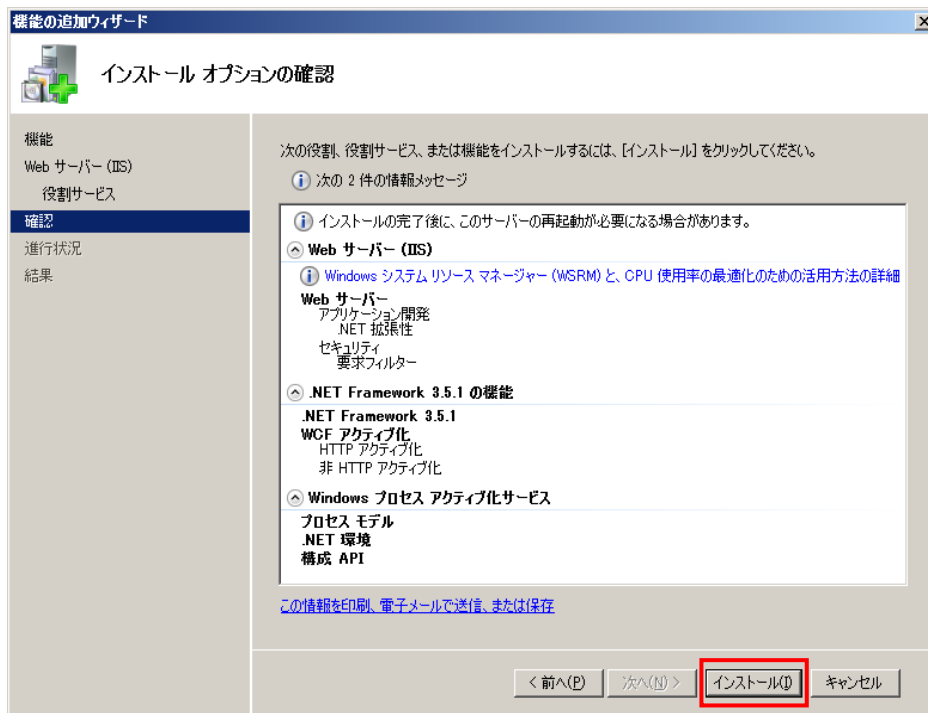 機能の追加ウィザード
インストール オプションの確認
機能
Web サーバー (IIS)
役割サービス
確認
進行状況
結果
次の役割、役割サービス、または機能をインストールするには、[インストール] をクリックしてください。
次の 2 件の情報メッセージ
インストールの完了後に、このサーバーの再起動が必要になる場合があります。
Web サーバー (IIS)
Windows システム リソース マネージャー (WSRM) と、CPU 使用率の最適化のための活用方法の詳細
Web サーバー
アプリケーション開発
.NET 拡張性
セキュリティ
要求フィルター
.NET Framework 3.5.1 の機能
.NET Framework 3.5.1
WCF アクティブ化
HTTP アクティブ化
非 HTTP アクティブ化
Windows プロセス アクティブ化サービス
プロセス モデル
.NET 環境
構成 API
この情報を印刷、電子メールで送信、または保存
< 前へ(P)
次へ(N) >
インストール(I)
キャンセル